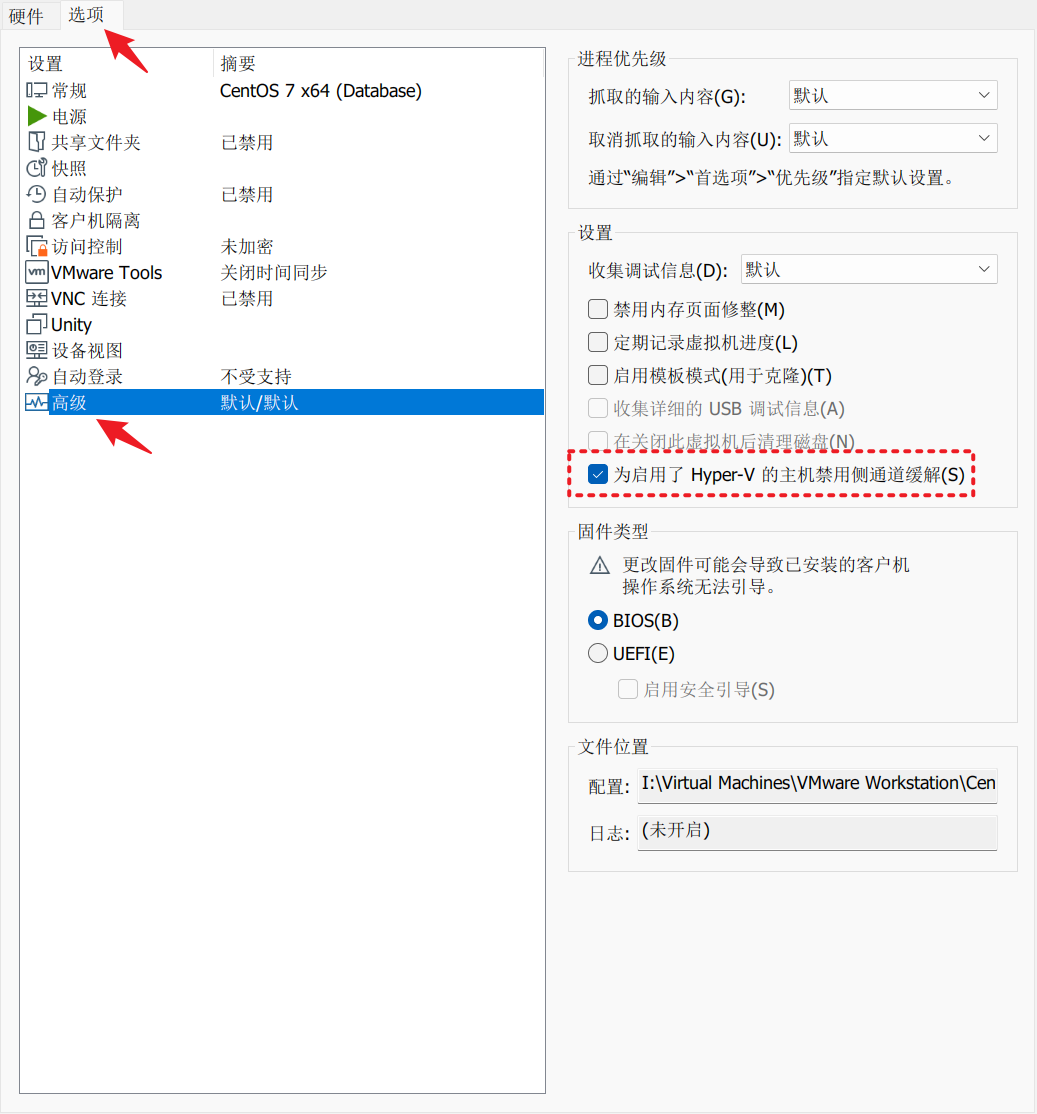 硬件 选项
设置 摘要
常规 CentOS 7 x64 (Database)
电源
共享文件夹 已禁用
快照
自动保护 已禁用
客户机隔离
访问控制 未加密
vm VMware Tools 关闭时间同步
VNC 连接 已禁用
Unity
设备视图
自动登录 不受支持
高级 默认/默认
进程优先级
抓取的输入内容(G): 默认
取消抓取的输入内容(U): 默认
通过“编辑”>“首选项”>“优先级”指定默认设置。
设置
收集调试信息(D): 默认
禁用内存页面修整(M)
定期记录虚拟机进度(L)
启用模板模式(用于克隆)(T)
收集详细的 USB 调试信息(A)
在关闭此虚拟机后清理磁盘(N)
为启用了 Hyper-V 的主机禁用侧通道缓解(S)
固件类型
更改固件可能会导致已安装的客户机
操作系统无法引导。
BIOS(B)
UEFI(E)
启用安全引导(S)
文件位置
配置: I:\Virtual Machines\VMware Workstation\Cen
日志: (未开启)